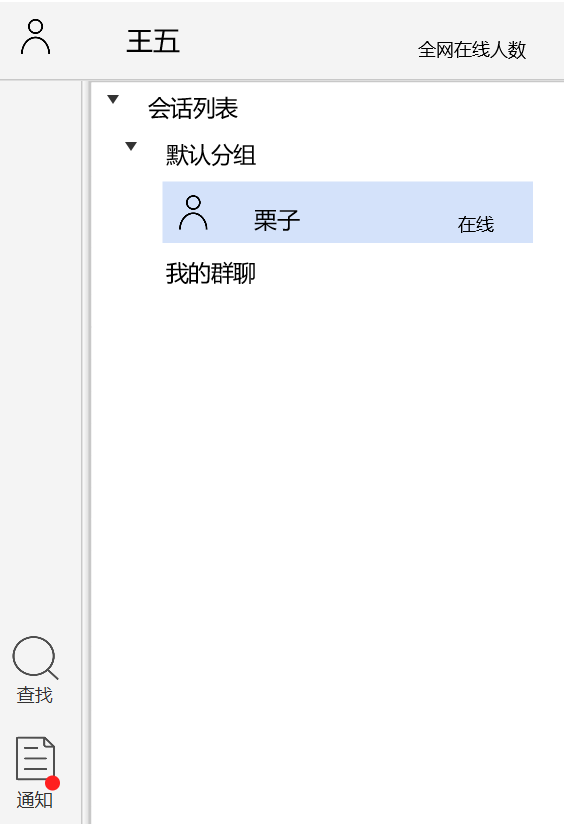 王五
全网在线人数
会话列表
默认分组
栗子
在线
我的群聊
查找
通知